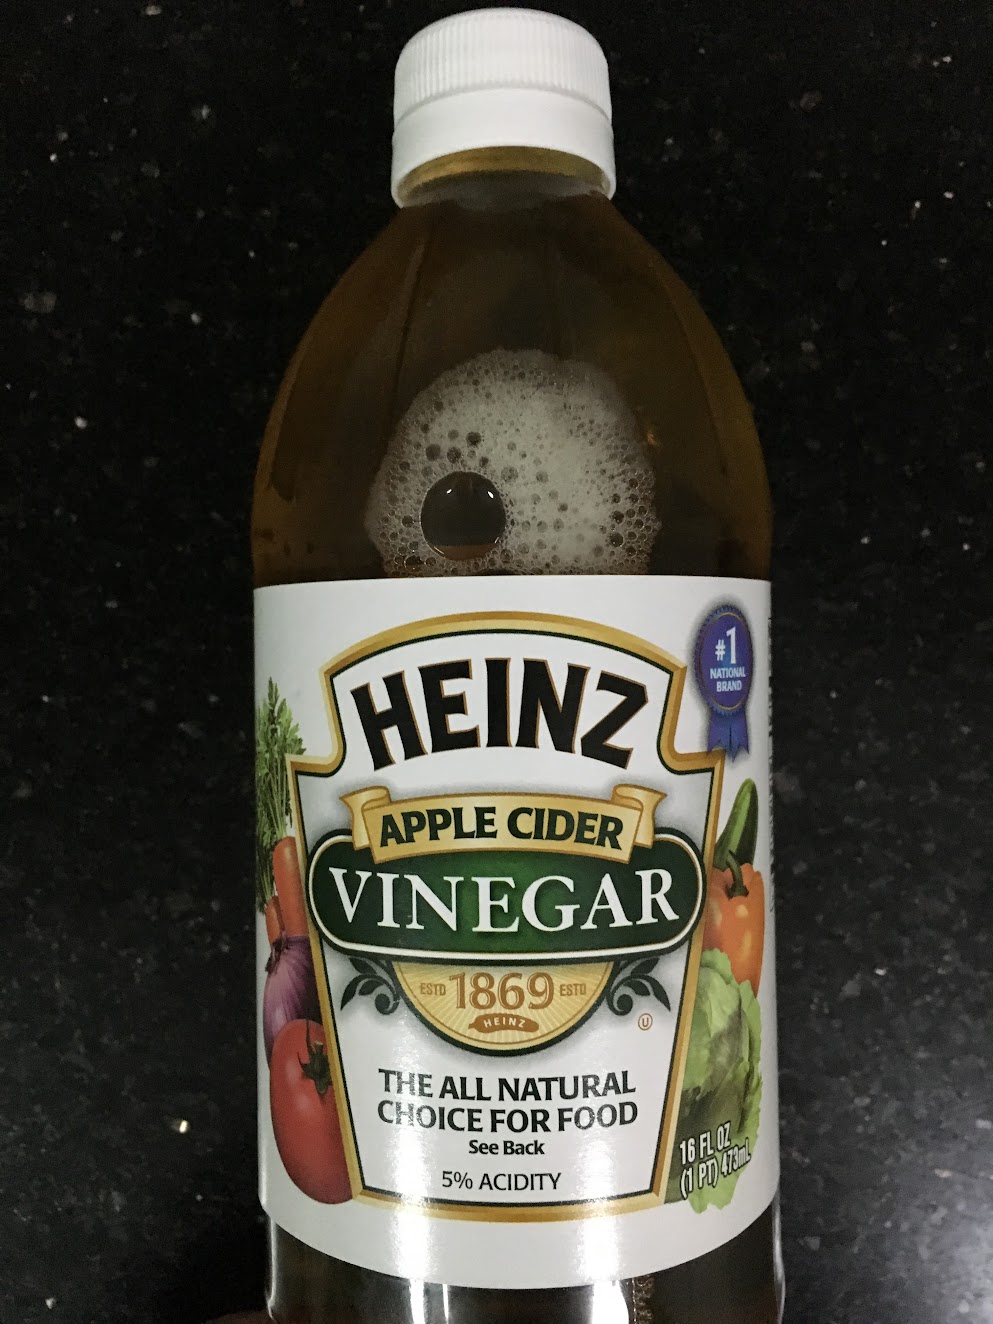 #1
NATIONAL
BRAND
HEINZ
APPLE CIDER
VINEGAR
ESTD 1869 ESTD
HEINZ
U
THE ALL NATURAL
CHOICE FOR FOOD
See Back
5% ACIDITY
16 FL OZ
(1 PT) 473mL